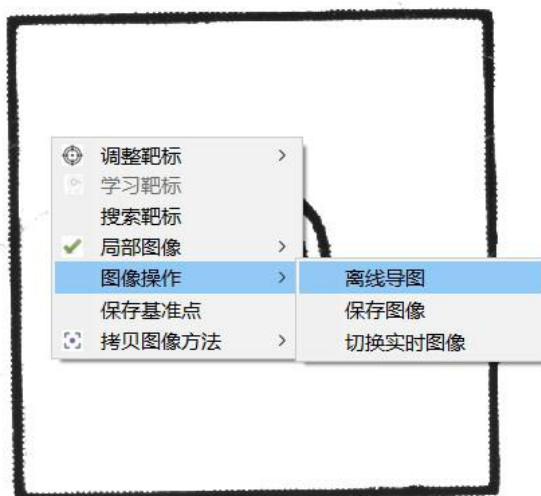 调整靶标
学习靶标
搜索靶标
局部图像
图像操作
保存基准点
拷贝图像方法
离线导图
保存图像
切换实时图像